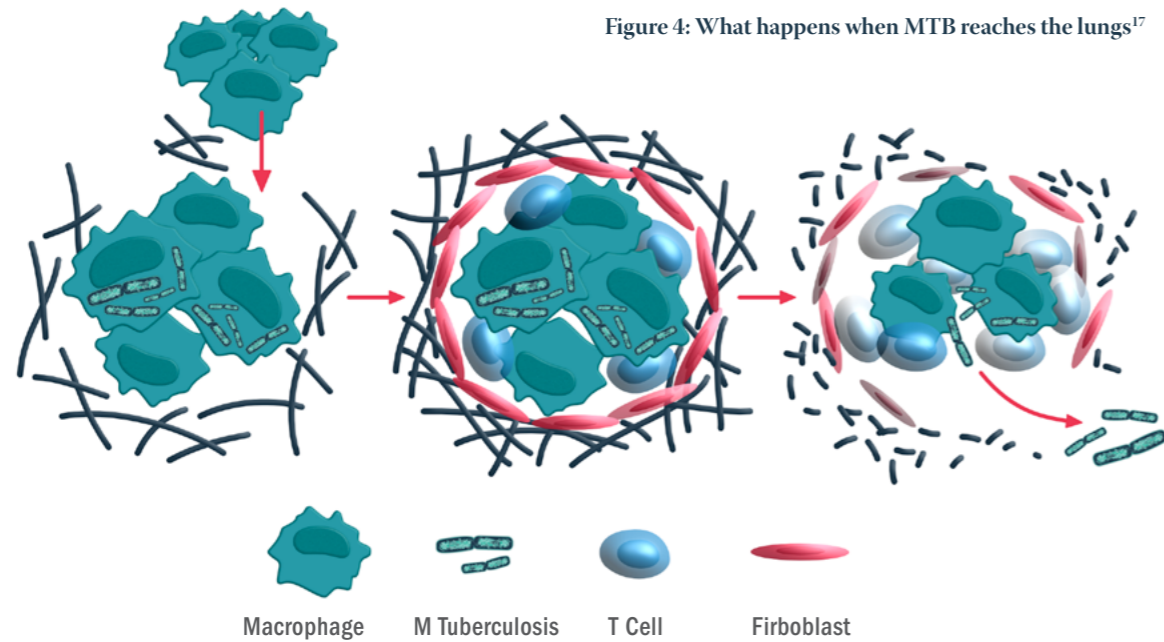 Figure 4: What happens when MTB reaches the lungs¹⁷
Macrophage
M Tuberculosis
T Cell
Firboblast